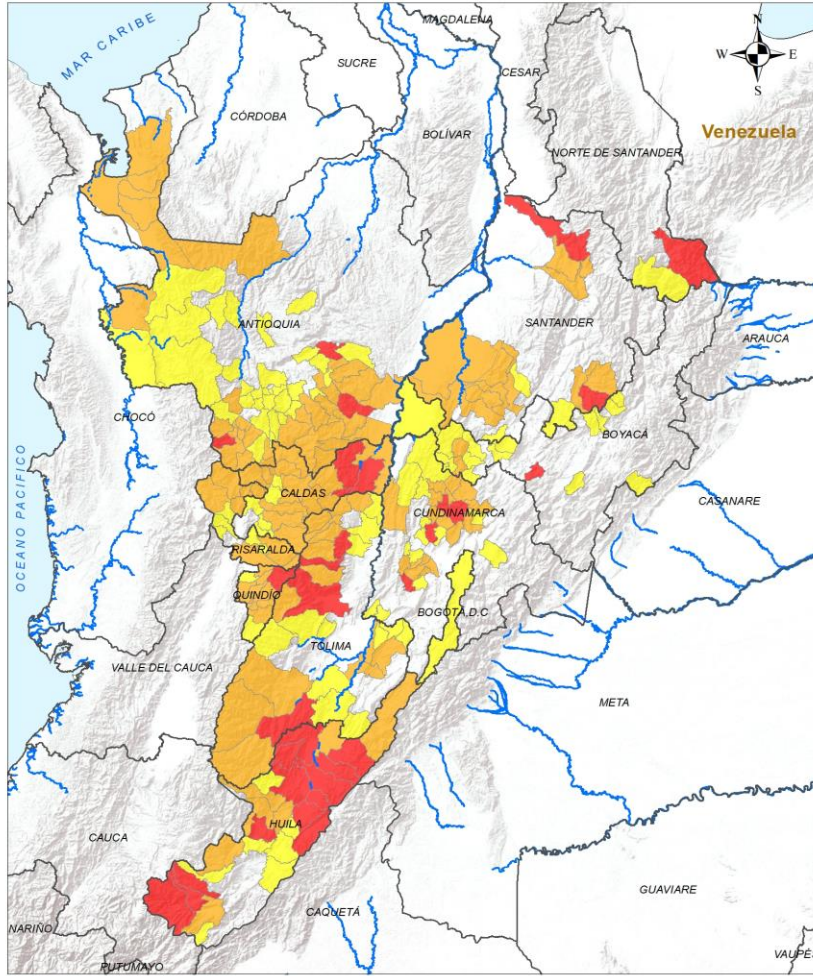 MAGDALENA
N
MAR CARIBE
SUCRE
W
E
CESAR
S
CÓRDOBA
Venezuela
BOLÍVAR
NORTE DE SANTANDER
ANTIOQUIA
SANTANDER
ARAUCA
CHOCÓ
BOYACÁ
OCEANO PACIFICO
CALDAS
CASANARE
CUNDINAMARCA
RISARALDA
QUINDÍO
BOGOTÁ,D.C
TOLIMA
VALLE DEL CAUCA
META
HUILA
CAUCA
GUAVIARE
CAQUETÁ
NARIÑO
PUTUMAYO
VAUPÉS